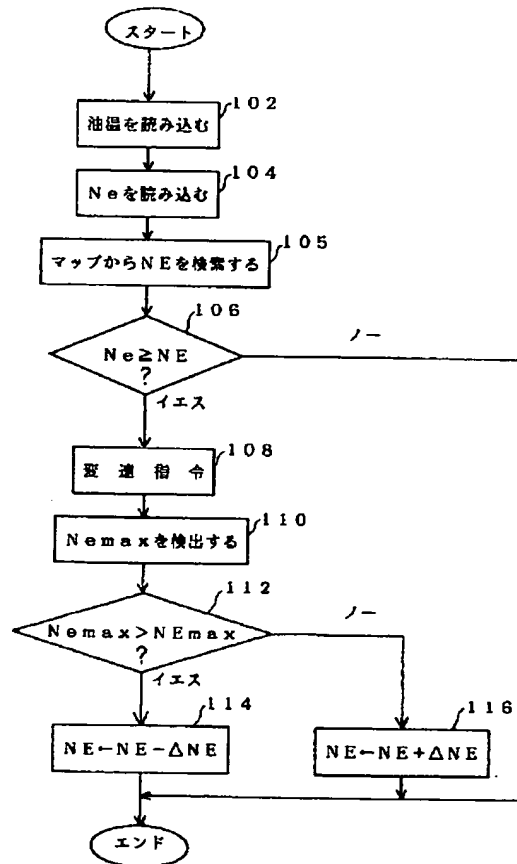 スタート
102
油温を読み込む
104
Neを読み込む
105
マップからNEを検索する
106
Ne≧NE
?
ノー
イエス
108
変速指令
110
Nemaxを検出する
112
Nemax>NEmax
?
ノー
イエス
114
NE←NE-ΔNE
116
NE←NE+ΔNE
エンド